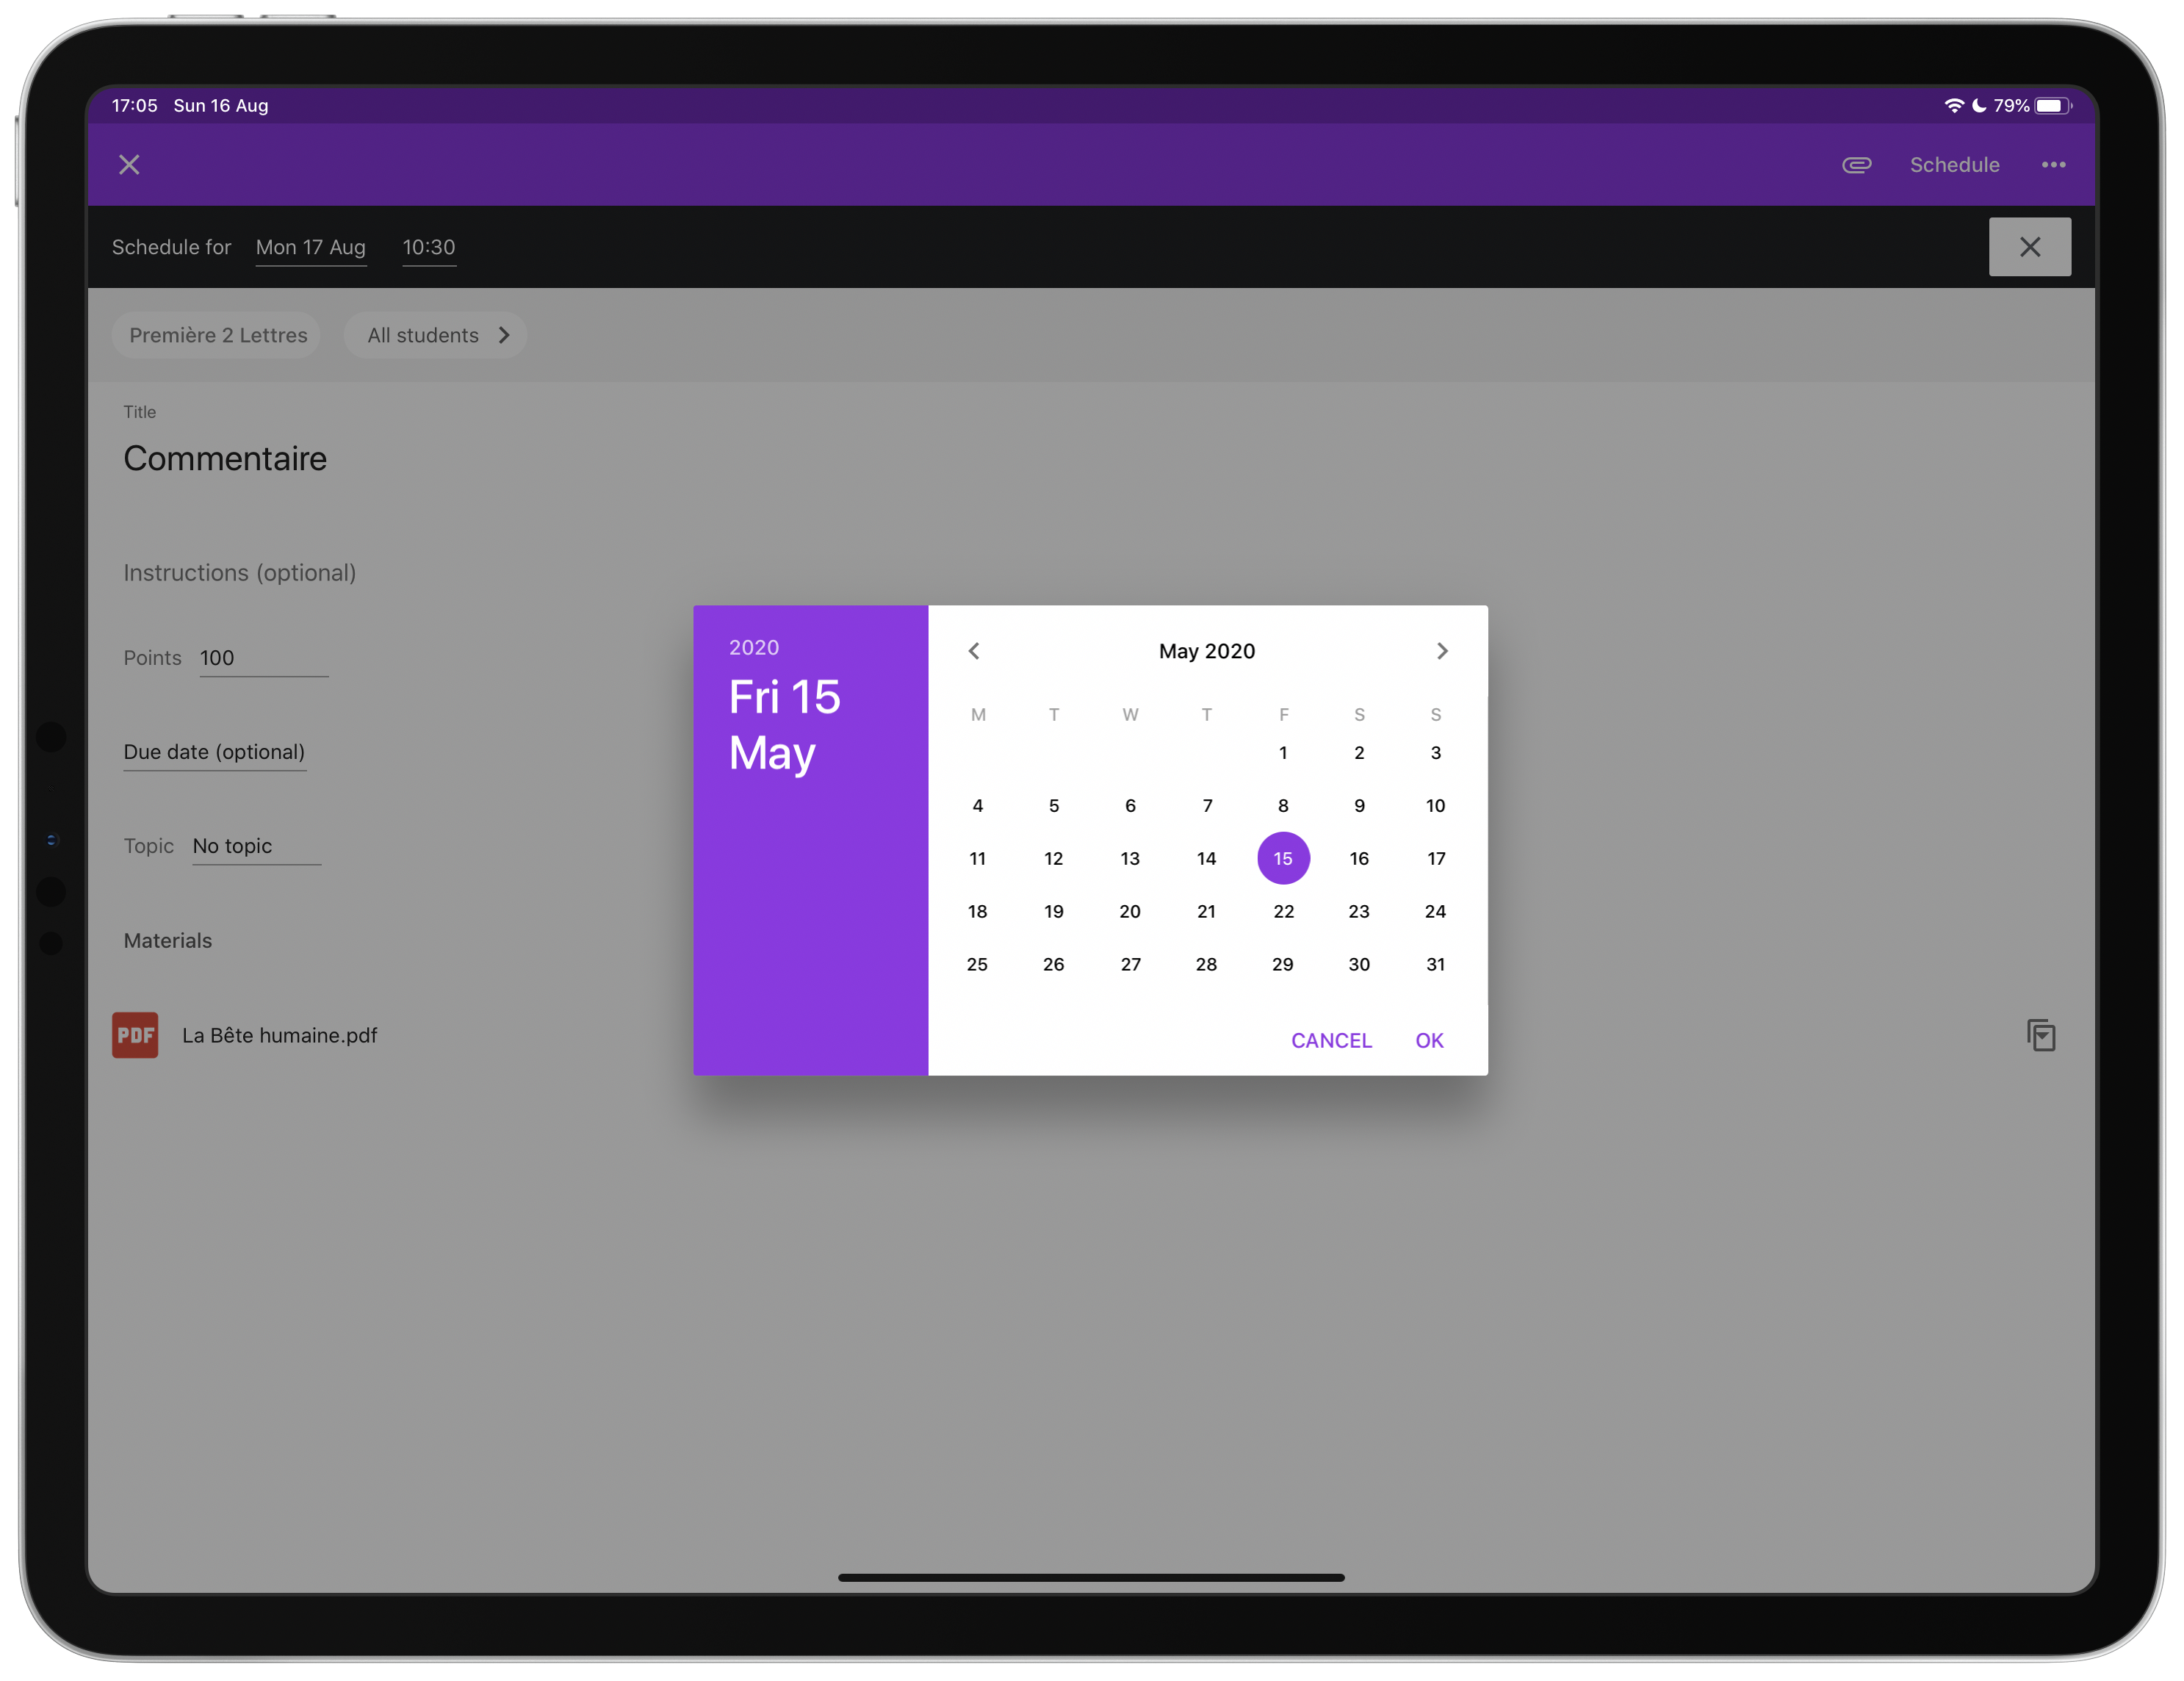 17:05 Sun 16 Aug 79%
Schedule
Schedule for Mon 17 Aug 10:30
Première 2 Lettres All students
Title
Commentaire
Instructions (optional)
Points 100
Due date (optional)
Topic No topic
Materials
PDF La Bête humaine.pdf
2020
Fri 15
May
May 2020
M T W T F S S
1 2 3
4 5 6 7 8 9 10
11 12 13 14 15 16 17
18 19 20 21 22 23 24
25 26 27 28 29 30 31
CANCEL OK